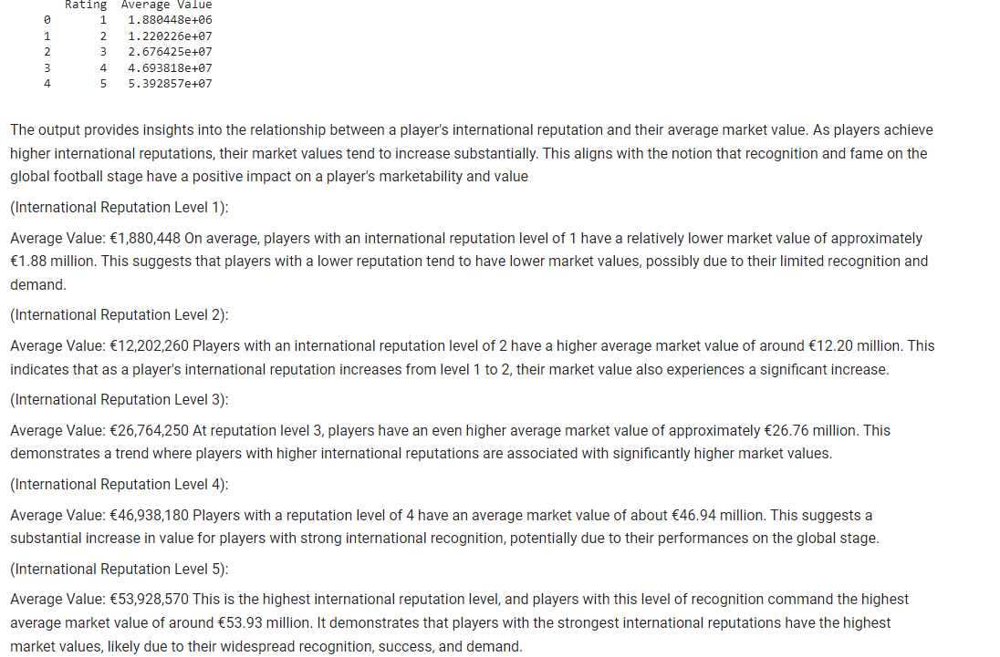 Rating Average Value
0 1 1.880448e+06
1 2 1.220226e+07
2 3 2.676425e+07
3 4 4.693818e+07
4 5 5.392857e+07
The output provides insights into the relationship between a player's international reputation and their average market value. As players achieve
higher international reputations, their market values tend to increase substantially. This aligns with the notion that recognition and fame on the
global football stage have a positive impact on a player's marketability and value
(International Reputation Level 1):
Average Value: €1,880,448 On average, players with an international reputation level of 1 have a relatively lower market value of approximately
€1.88 million. This suggests that players with a lower reputation tend to have lower market values, possibly due to their limited recognition and
demand.
(International Reputation Level 2):
Average Value: €12,202,260 Players with an international reputation level of 2 have a higher average market value of around €12.20 million. This
indicates that as a player's international reputation increases from level 1 to 2, their market value also experiences a significant increase.
(International Reputation Level 3):
Average Value: €26,764,250 At reputation level 3, players have an even higher average market value of approximately €26.76 million. This
demonstrates a trend where players with higher international reputations are associated with significantly higher market values.
(International Reputation Level 4):
Average Value: €46,938,180 Players with a reputation level of 4 have an average market value of about €46.94 million. This suggests a
substantial increase in value for players with strong international recognition, potentially due to their performances on the global stage.
(International Reputation Level 5):
Average Value: €53,928,570 This is the highest international reputation level, and players with this level of recognition command the highest
average market value of around €53.93 million. It demonstrates that players with the strongest international reputations have the highest
market values, likely due to their widespread recognition, success, and demand.